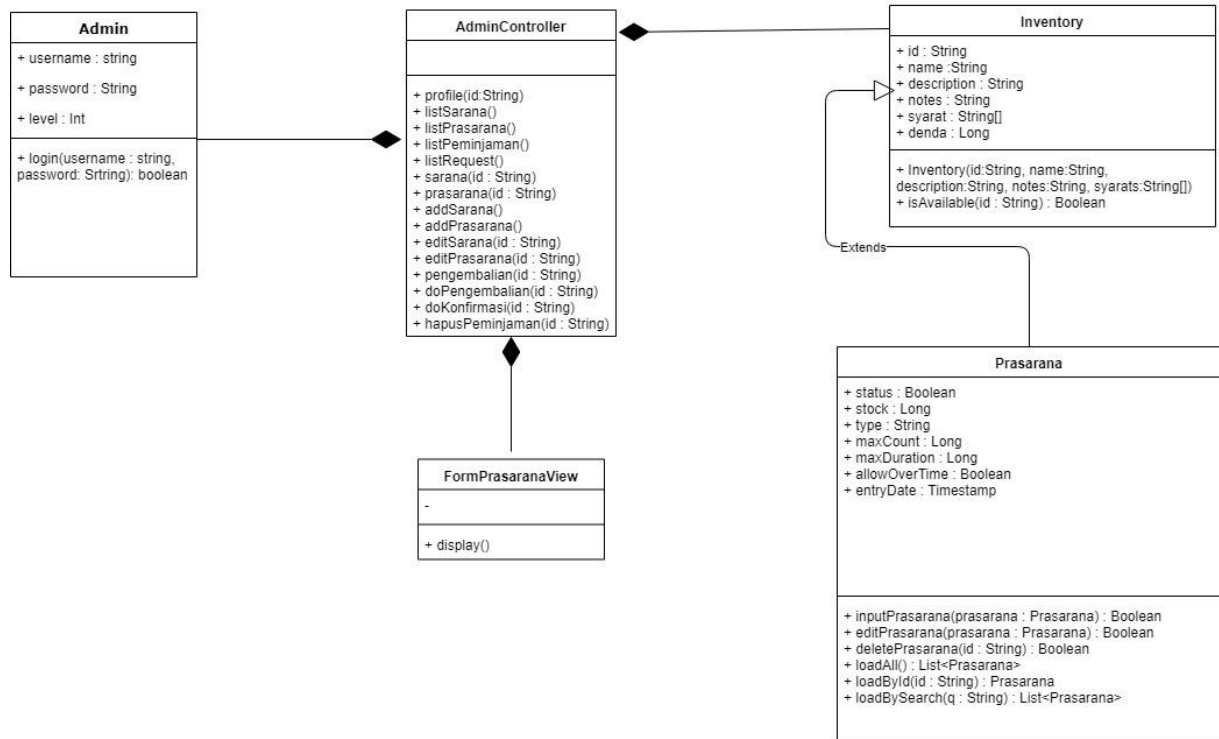 Admin
+ username : string
+ password : String
+ level : Int
+ login(username : string,
password: Srtring): boolean
AdminController
+ profile(id:String)
+ listSarana()
+ listPrasarana()
+ listPeminjaman()
+ listRequest()
+ sarana(id : String)
+ prasarana(id : String)
+ addSarana()
+ addPrasarana()
+ editSarana(id : String)
+ editPrasarana(id : String)
+ pengembalian(id : String)
+ doPengembalian(id : String)
+ doKonfirmasi(id : String)
+ hapusPeminjaman(id : String)
Inventory
+ id : String
+ name :String
+ description : String
+ notes : String
+ syarat : String[]
+ denda : Long
+ Inventory(id:String, name:String,
description:String, notes:String, syarats:String[])
+ isAvailable(id : String) : Boolean
Extends
FormPrasaranaView
-
+ display()
Prasarana
+ status : Boolean
+ stock : Long
+ type : String
+ maxCount : Long
+ maxDuration : Long
+ allowOverTime : Boolean
+ entryDate : Timestamp
+ inputPrasarana(prasarana : Prasarana) : Boolean
+ editPrasarana(prasarana : Prasarana) : Boolean
+ deletePrasarana(id : String) : Boolean
+ loadAll() : List<Prasarana>
+ loadById(id : String) : Prasarana
+ loadBySearch(q : String) : List<Prasarana>